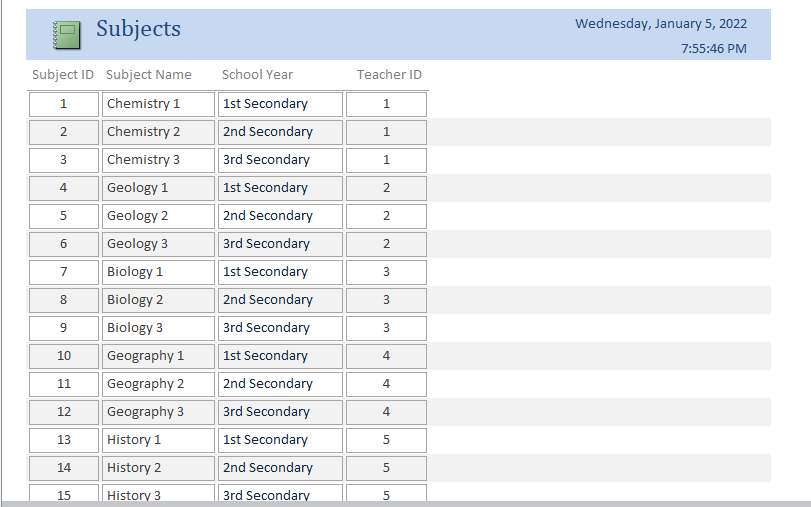 Subjects
Wednesday, January 5, 2022
7:55:46 PM
Subject ID Subject Name School Year Teacher ID
1 Chemistry 1 1st Secondary 1
2 Chemistry 2 2nd Secondary 1
3 Chemistry 3 3rd Secondary 1
4 Geology 1 1st Secondary 2
5 Geology 2 2nd Secondary 2
6 Geology 3 3rd Secondary 2
7 Biology 1 1st Secondary 3
8 Biology 2 2nd Secondary 3
9 Biology 3 3rd Secondary 3
10 Geography 1 1st Secondary 4
11 Geography 2 2nd Secondary 4
12 Geography 3 3rd Secondary 4
13 History 1 1st Secondary 5
14 History 2 2nd Secondary 5
15 History 3 3rd Secondary 5